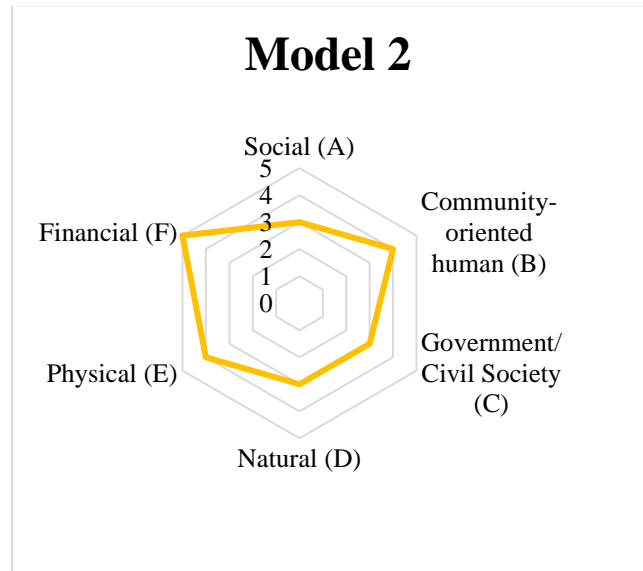 Model 2
Social (A)
5
4
3
2
1
0
Community-
oriented
human (B)
Government/
Civil Society
(C)
Natural (D)
Physical (E)
Financial (F)